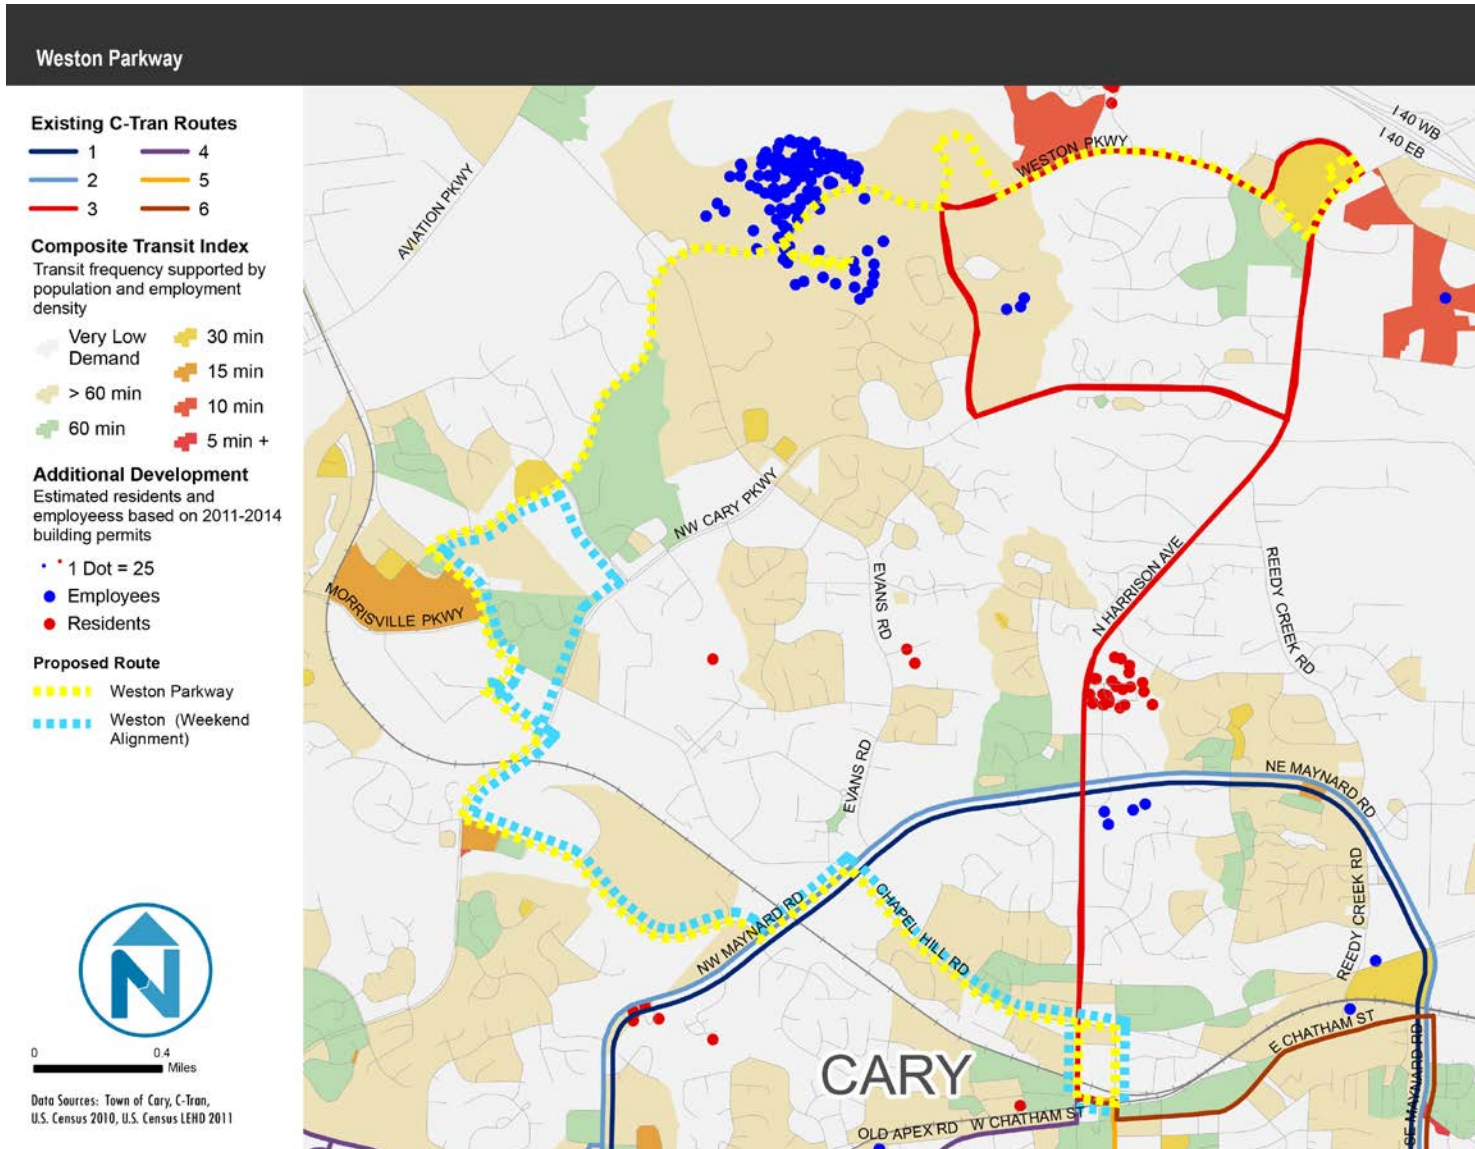 Weston Parkway
Existing C-Tran Routes
1
4
2
5
3
6
Composite Transit Index
Transit frequency supported by
population and employment
density
Very Low
Demand
30 min
15 min
> 60 min
10 min
60 min
5 min +
Additional Development
Estimated residents and
employeess based on 2011-2014
building permits
1 Dot = 25
Employees
Residents
Proposed Route
Weston Parkway
Weston (Weekend
Alignment)
N
0
0.4
Miles
Data Sources: Town of Cary, C-Tran,
U.S. Census 2010, U.S. Census LEHD 2011
I 40 WB
I 40 EB
WESTON PKWY
AVIATION PKWY
NW CARY PKWY
MORRISVILLE PKWY
EVANS RD
N HARRISON AVE
REEDY CREEK RD
EVANS RD
NE MAYNARD RD
NW MAYNARD RD
CHAPEL HILL RD
REEDY CREEK RD
E CHATHAM ST
CARY
SE MAYNARD RD
OLD APEX RD
W CHATHAM ST